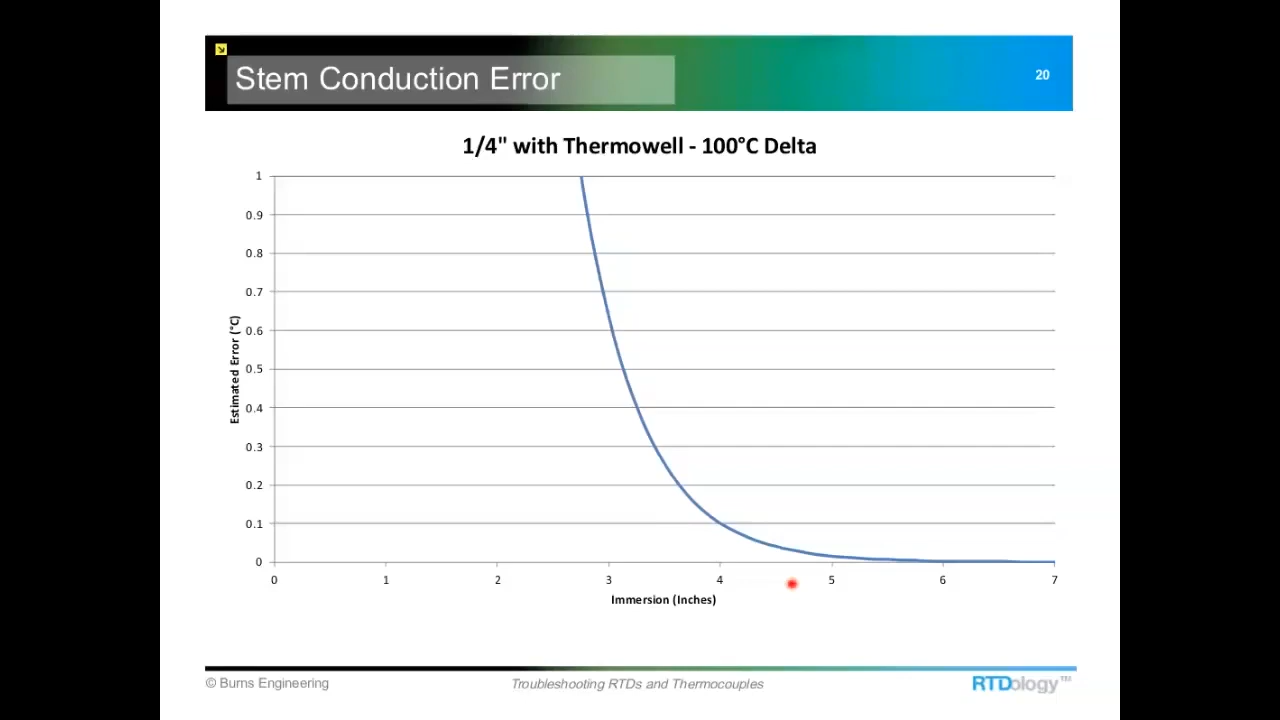 Stem Conduction Error
20
1/4" with Thermowell - 100°C Delta
1
0.9
0.8
0.7
0.6
0.5
0.4
0.3
0.2
0.1
0
Estimated Error (°C)
0 1 2 3 4 5 6 7
Immersion (Inches)
© Burns Engineering
Troubleshooting RTDs and Thermocouples
RTDology™